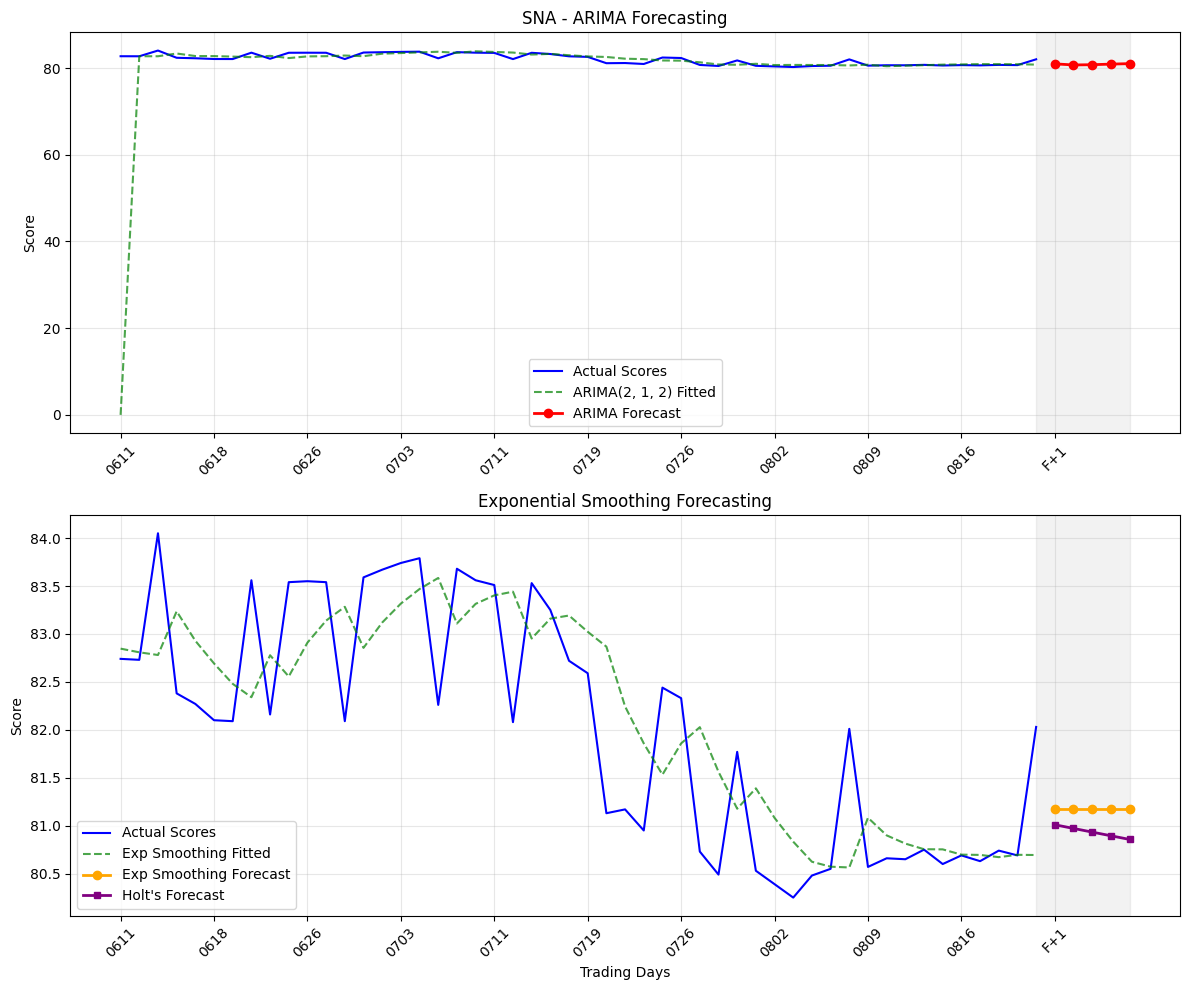 SNA - ARIMA Forecasting
Score
80
60
40
20
0
Actual Scores
ARIMA(2, 1, 2) Fitted
ARIMA Forecast
0611 0618 0626 0703 0711 0719 0726 0802 0809 0816 F+1
Exponential Smoothing Forecasting
Score
84.0
83.5
83.0
82.5
82.0
81.5
81.0
80.5
Actual Scores
Exp Smoothing Fitted
Exp Smoothing Forecast
Holt's Forecast
0611 0618 0626 0703 0711 0719 0726 0802 0809 0816 F+1
Trading Days